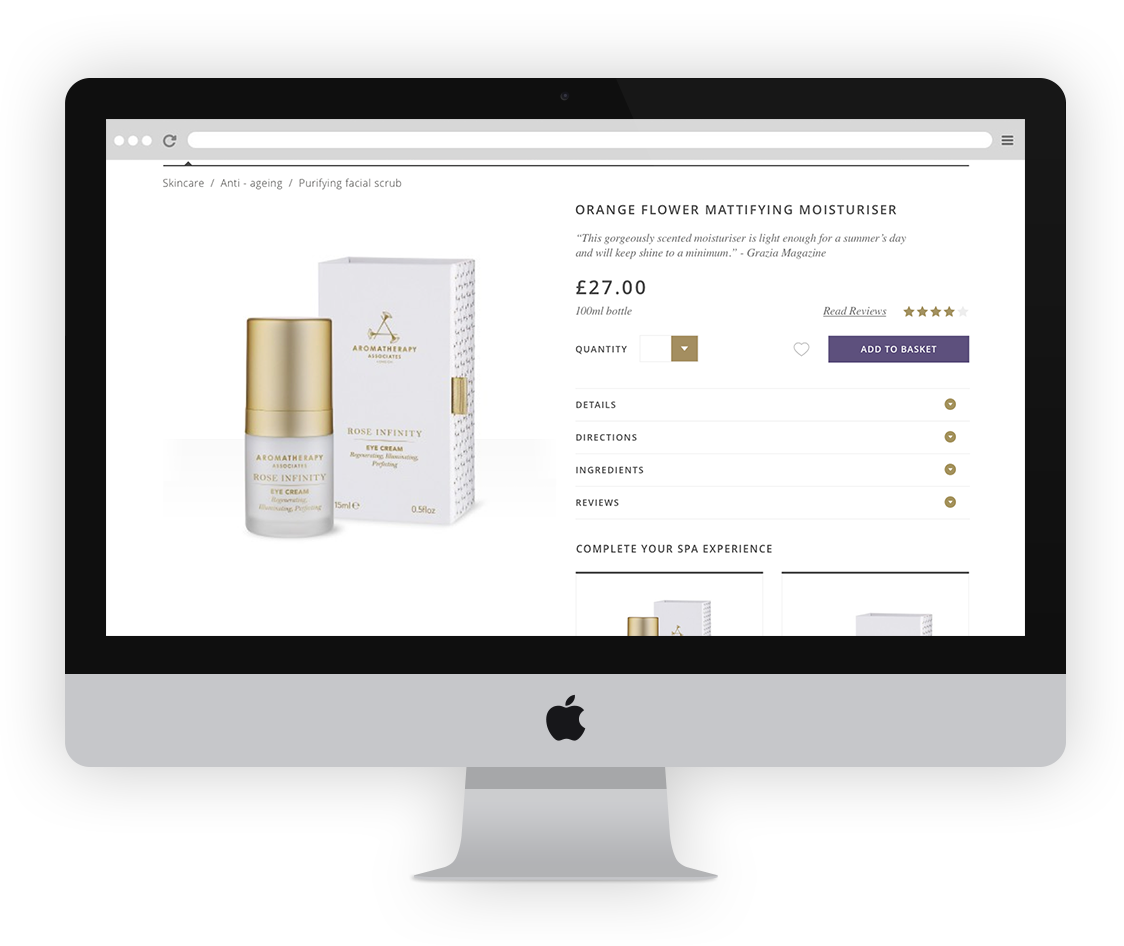 Skincare / Anti - ageing / Purifying facial scrub
AROMATHERAPY
ASSOCIATES
ROSE INFINITY
EYE CREAM
Regenerating, Illuminating,
Perfecting
15ml ℮ 0.5floz
AROMATHERAPY
ASSOCIATES
ROSE INFINITY
EYE CREAM
Regenerating,
Illuminating, Perfecting
ORANGE FLOWER MATTIFYING MOISTURISER
“This gorgeously scented moisturiser is light enough for a summer’s day
and will keep shine to a minimum.” - Grazia Magazine
£27.00
100ml bottle Read Reviews
QUANTITY ADD TO BASKET
DETAILS
DIRECTIONS
INGREDIENTS
REVIEWS
COMPLETE YOUR SPA EXPERIENCE